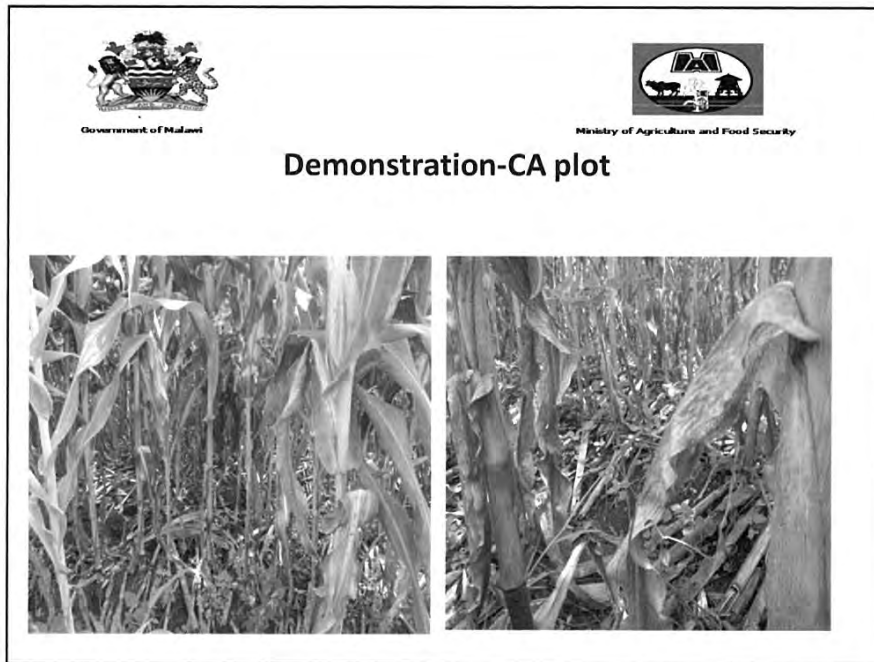 Government of Malawi
Ministry of Agriculture and Food Security
Demonstration-CA plot